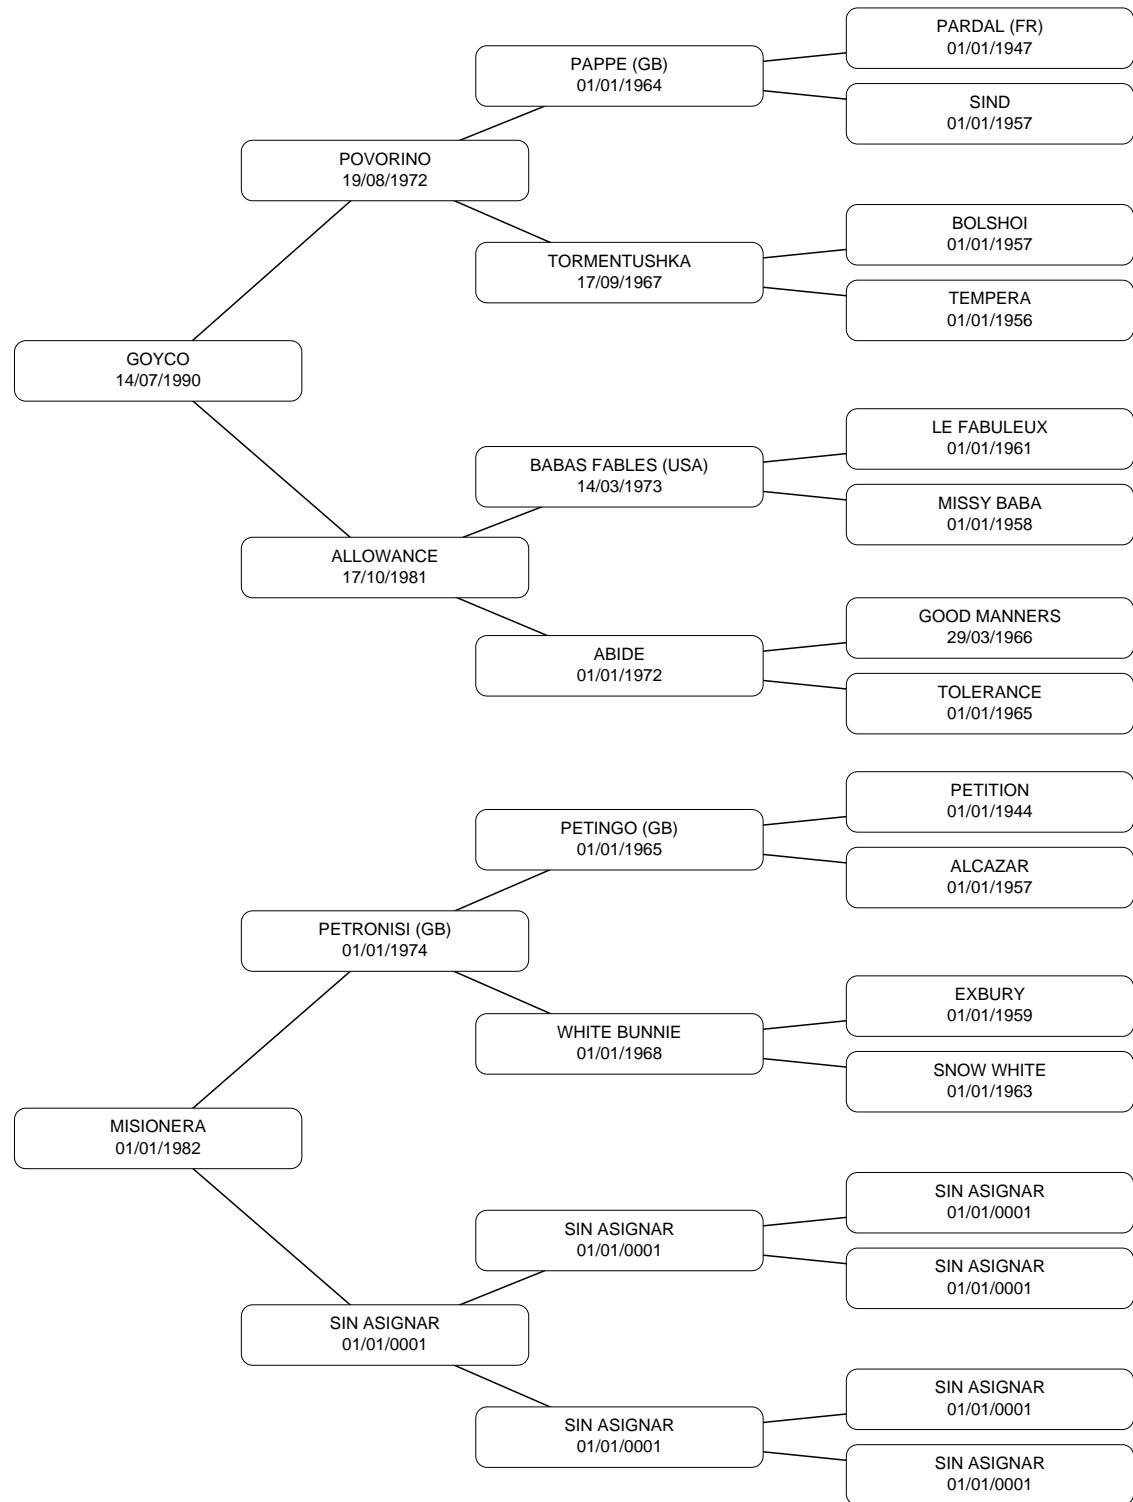 PARDAL (FR)
01/01/1947
PAPPE (GB)
01/01/1964
SIND
01/01/1957
POVORINO
19/08/1972
BOLSHOI
01/01/1957
TORMENTUSHKA
17/09/1967
TEMPERA
01/01/1956
GOYCO
14/07/1990
LE FABULEUX
01/01/1961
BABAS FABLES (USA)
14/03/1973
MISSY BABA
01/01/1958
ALLOWANCE
17/10/1981
GOOD MANNERS
29/03/1966
ABIDE
01/01/1972
TOLERANCE
01/01/1965
PETITION
01/01/1944
PETINGO (GB)
01/01/1965
ALCAZAR
01/01/1957
PETRONISI (GB)
01/01/1974
EXBURY
01/01/1959
WHITE BUNNIE
01/01/1968
SNOW WHITE
01/01/1963
MISIONERA
01/01/1982
SIN ASIGNAR
01/01/0001
SIN ASIGNAR
01/01/0001
SIN ASIGNAR
01/01/0001
SIN ASIGNAR
01/01/0001
SIN ASIGNAR
01/01/0001
SIN ASIGNAR
01/01/0001
SIN ASIGNAR
01/01/0001